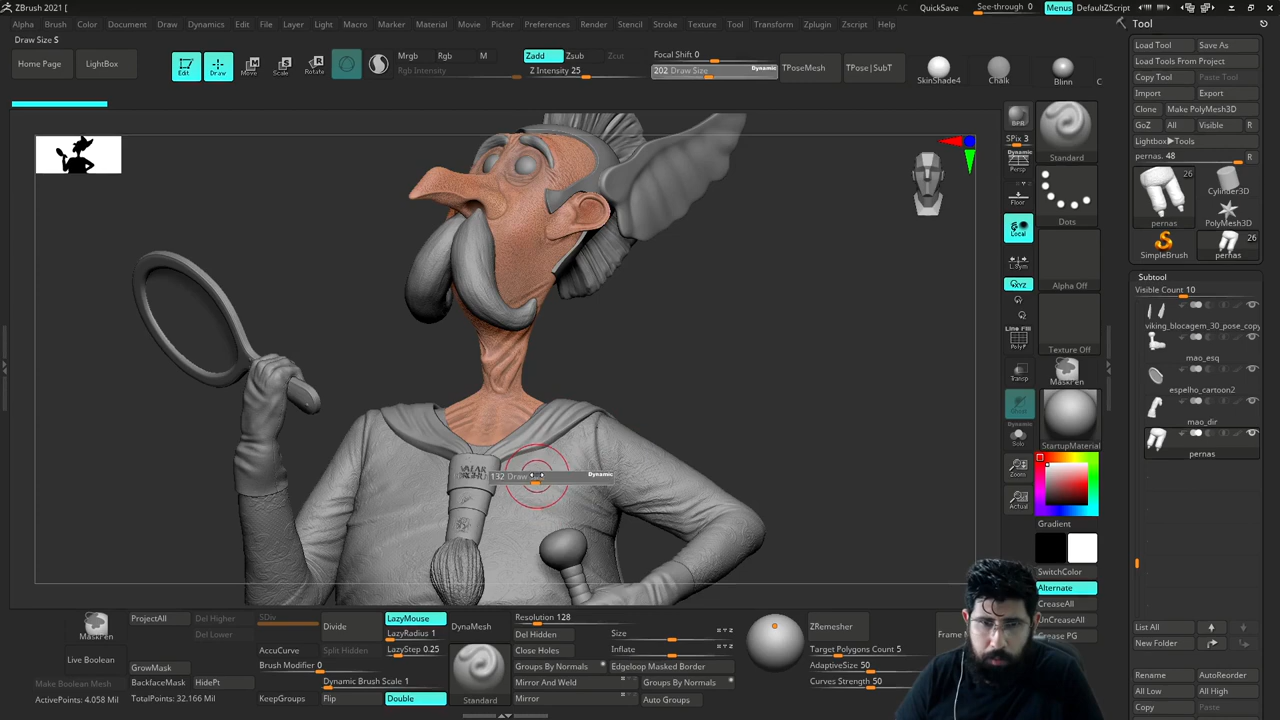 ZBrush 2021 [
AC QuickSave See-through 0 Menus DefaultZScript
Alpha Brush Color Document Draw Dynamics Edit File Layer Light Macro Marker Material Movie Picker Preferences Render Stencil Stroke Texture Tool Transform Zplugin Zscript Help
Draw Size S
Home Page LightBox Edit Draw Move Scale Rotate
Mrgb Rgb M
Rgb Intensity
Zadd Zsub Zcut
Z Intensity 25
Focal Shift 0
202 Draw Size Dynamic
TPoseMesh TPose|SubT SkinShade4 Chalk Blinn C
Tool
Load Tool Save As
Load Tools From Project
Copy Tool Paste Tool
Import Export
Clone Make PolyMesh3D
GoZ All Visible R
Lightbox▶Tools
pernas. 48 R
26
Cylinder3D
pernas PolyMesh3D
26
SimpleBrush pernas
Subtool
Visible Count 10
viking_blocagem_30_pose_copy
mao_esq
espelho_cartoon2
mao_dir
pernas
List All
New Folder
Rename AutoReorder
All Low All High
Copy Paste
BPR
SPix 3
Dynamic
Persp
Floor
Local
L.Sym
XYZ
Line Fill
PolyF
Transp
Ghost
Dynamic
Solo
Zoom
Actual
Standard
Dots
Alpha Off
Texture Off
MaskPen
StartupMaterial
Gradient
SwitchColor
Alternate
CreaseAll
UnCreaseAll
Crease PG
132 Draw Dynamic
VALAR
MaskPen
Live Boolean
Make Boolean Mesh
ActivePoints: 4.058 Mil
ProjectAll Del Higher
Del Lower
GrowMask
BackfaceMask HidePt
TotalPoints: 32.166 Mil
SDiv
Divide
AccuCurve Split Hidden
Brush Modifier 0
Dynamic Brush Scale 1
KeepGroups Flip Double
LazyMouse
LazyRadius 1
LazyStep 0.25
DynaMesh
Standard
Resolution 128
Del Hidden
Close Holes
Groups By Normals
Mirror And Weld
Mirror
Size
Inflate
Edgeloop Masked Border
Groups By Normals
Auto Groups
ZRemesher
Target Polygons Count 5
AdaptiveSize 50
Curves Strength 50
Frame M